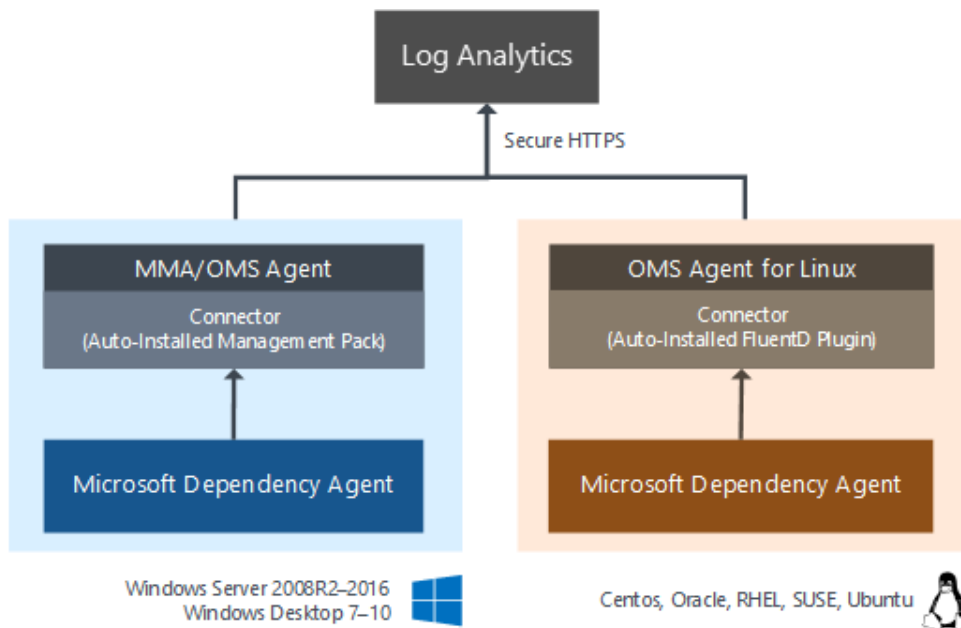 Log Analytics
Secure HTTPS
MMA/OMS Agent
Connector
(Auto-Installed Management Pack)
Microsoft Dependency Agent
Windows Server 2008R2–2016
Windows Desktop 7–10
OMS Agent for Linux
Connector
(Auto-Installed FluentD Plugin)
Microsoft Dependency Agent
Centos, Oracle, RHEL, SUSE, Ubuntu